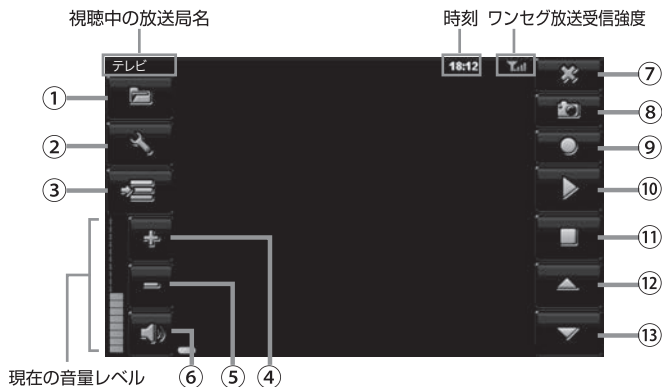 視聴中の放送局名
時刻 ワンセグ放送受信強度
テレビ
18:12
①
②
③
⑦
⑧
⑨
⑩
⑪
⑫
⑬
現在の音量レベル
⑥ ⑤ ④